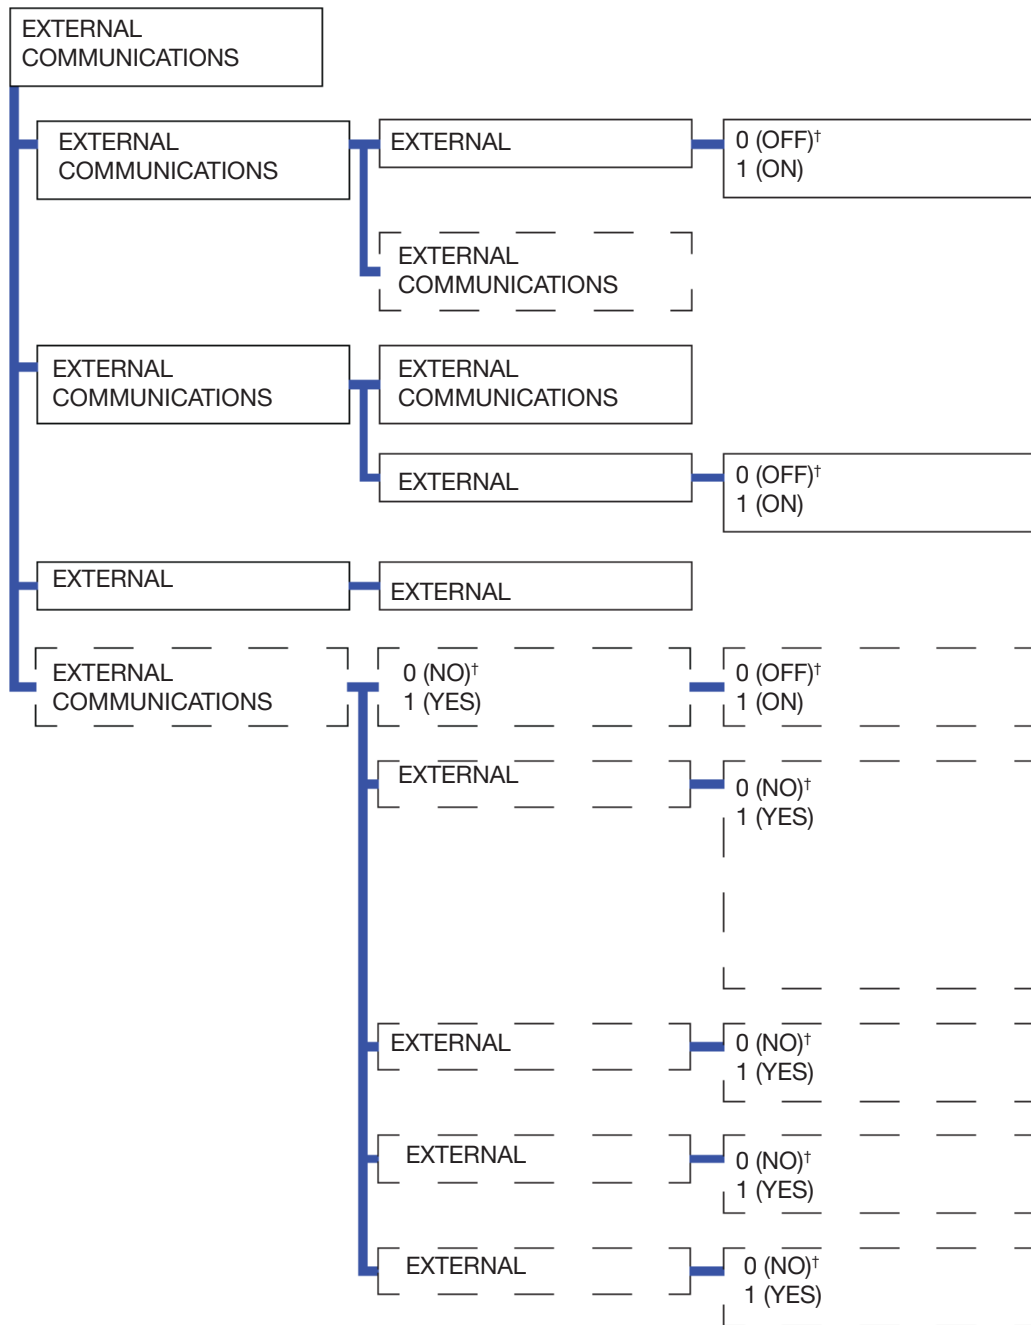 EXTERNAL
COMMUNICATIONS
EXTERNAL
COMMUNICATIONS
EXTERNAL
0 (OFF)†
1 (ON)
EXTERNAL
COMMUNICATIONS
EXTERNAL
COMMUNICATIONS
EXTERNAL
COMMUNICATIONS
EXTERNAL
0 (OFF)†
1 (ON)
EXTERNAL
EXTERNAL
EXTERNAL
COMMUNICATIONS
0 (NO)†
1 (YES)
0 (OFF)†
1 (ON)
EXTERNAL
0 (NO)†
1 (YES)
EXTERNAL
0 (NO)†
1 (YES)
EXTERNAL
0 (NO)†
1 (YES)
EXTERNAL
0 (NO)†
1 (YES)